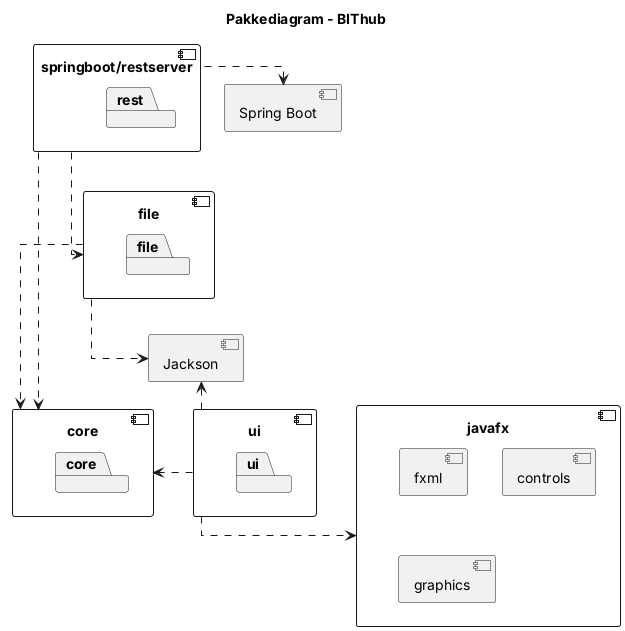 Pakkediagram - BIThub
springboot/restserver
rest
Spring Boot
file
file
Jackson
core
core
ui
ui
javafx
fxml
controls
graphics